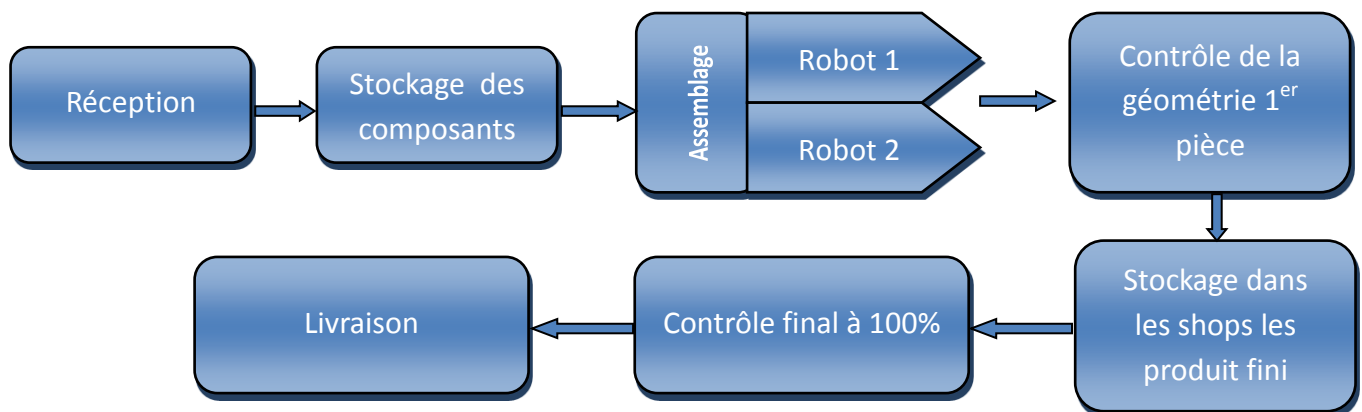 Réception
Stockage des
composants
Assemblage
Robot 1
Robot 2
Contrôle de la
géométrie 1er
pièce
Stockage dans
les shops les
produit fini
Contrôle final à 100%
Livraison